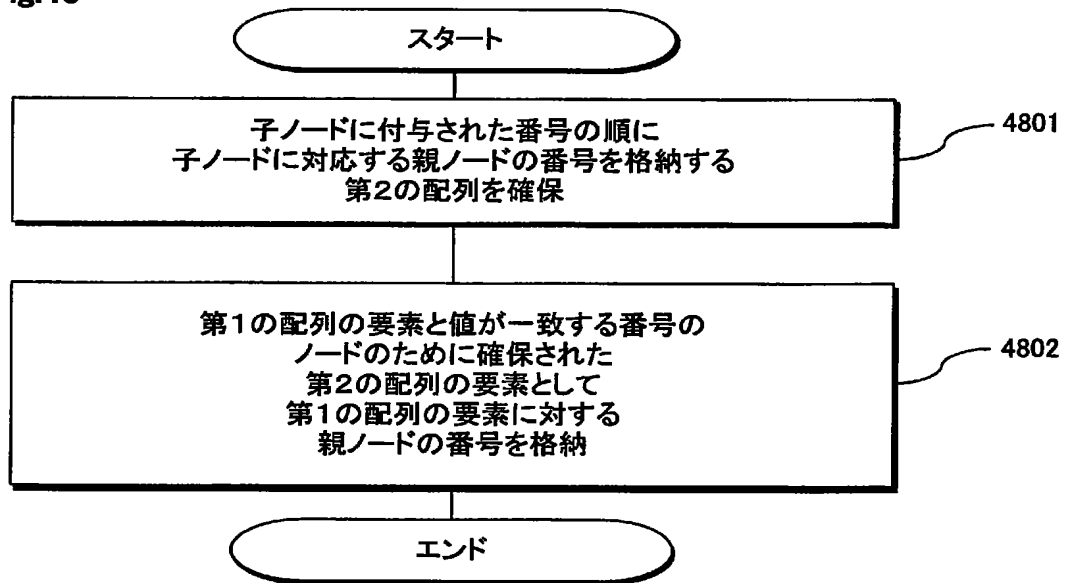 スタート
子ノードに付与された番号の順に
子ノードに対応する親ノードの番号を格納する
第2の配列を確保
4801
第1の配列の要素と値が一致する番号の
ノードのために確保された
第2の配列の要素として
第1の配列の要素に対する
親ノードの番号を格納
4802
エンド